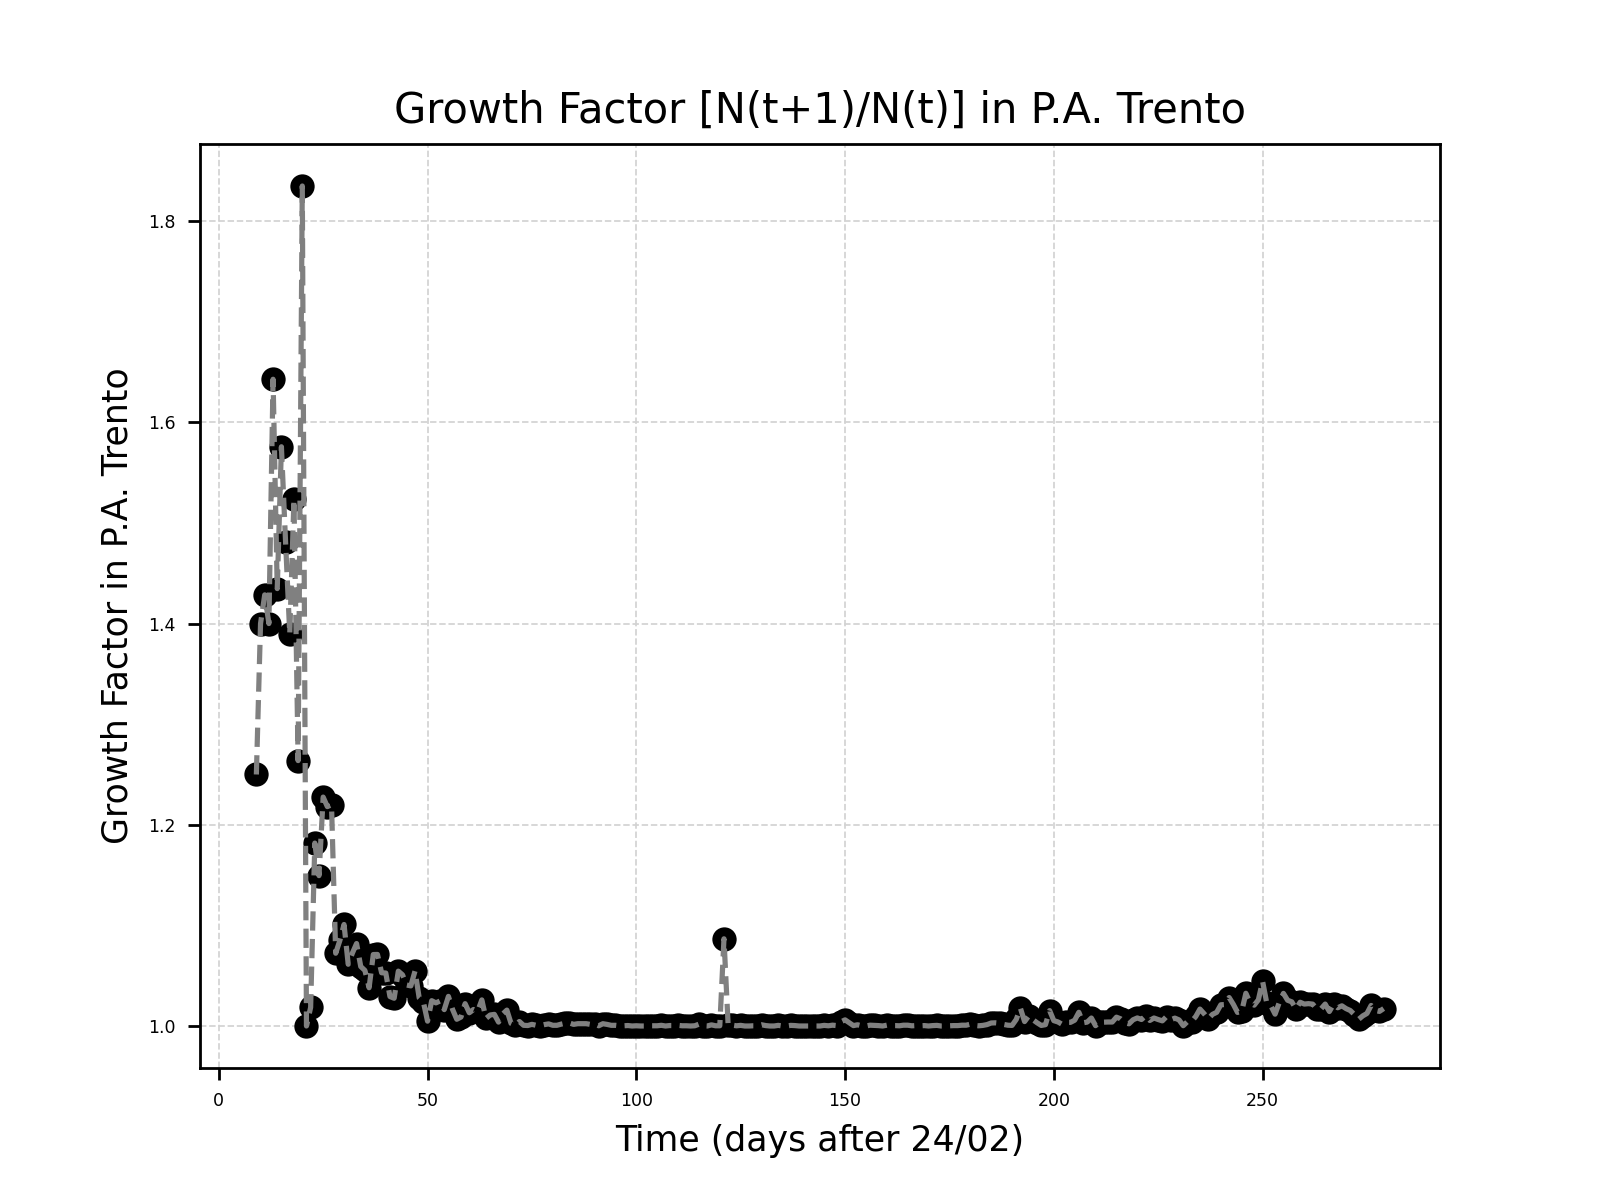 Growth Factor [N(t+1)/N(t)] in P.A. Trento
Growth Factor in P.A. Trento
1.8
1.6
1.4
1.2
1.0
0 50 100 150 200 250
Time (days after 24/02)